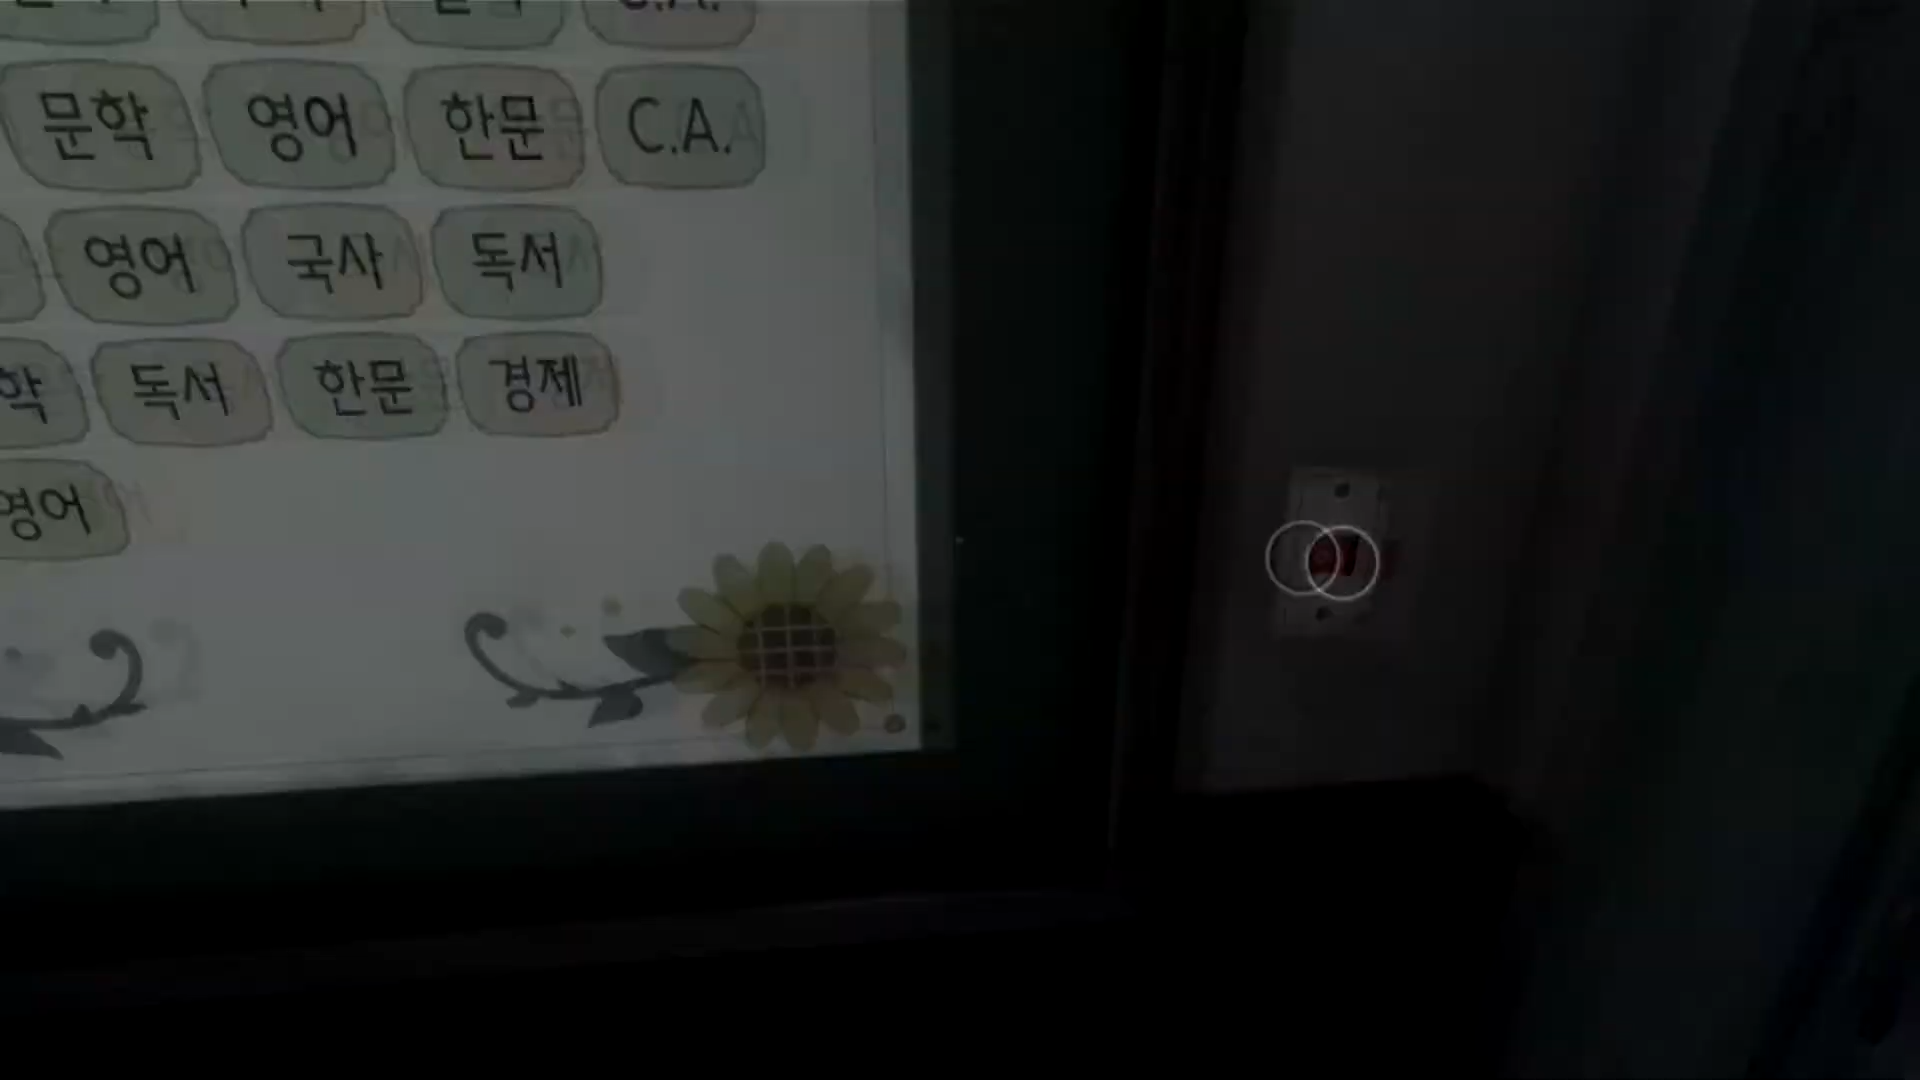 C.A.
문학 영어 한문 C.A.
영어 국사 독서
학 독서 한문 경제
영어